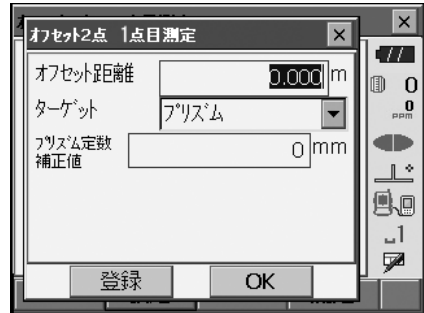 ｵﾌｾｯﾄ2点 1点目測定
オフセット距離 0.000 m
ターゲット ﾌﾟﾘｽﾞﾑ
ﾌﾟﾘｽﾞﾑ定数
補正値 0 mm
登録 OK
0
0
PPM
1